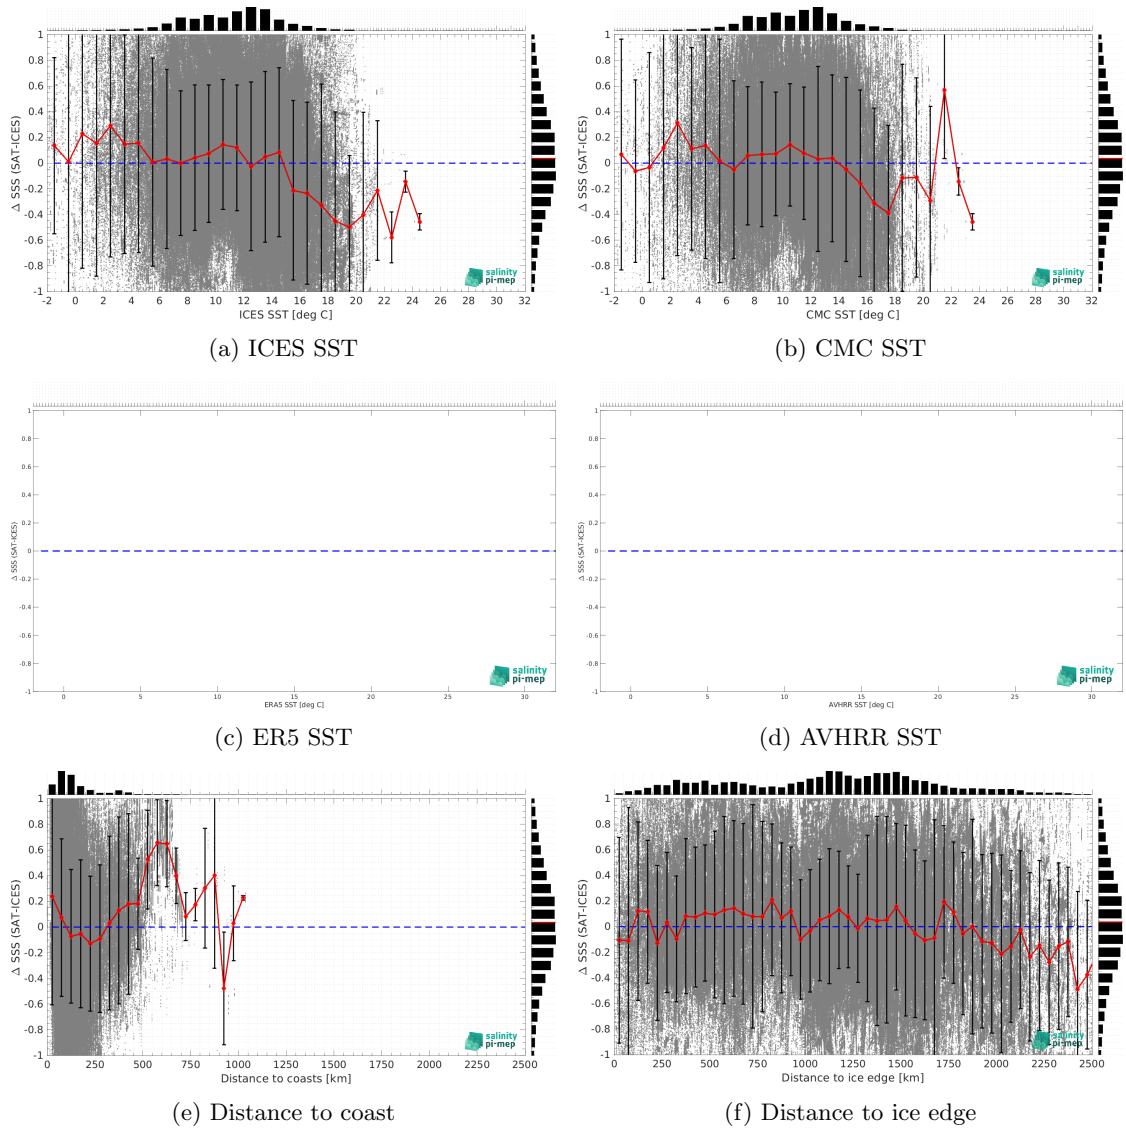 1
0.8
0.6
0.4
0.2
0
-0.2
-0.4
-0.6
-0.8
-1
Δ SSS (SAT-ICES)
-2 0 2 4 6 8 10 12 14 16 18 20 22 24 26 28 30 32
ICES SST [deg C]
salinity
pi-mep
(a) ICES SST
1
0.8
0.6
0.4
0.2
0
-0.2
-0.4
-0.6
-0.8
-1
Δ SSS (SAT-ICES)
-2 0 2 4 6 8 10 12 14 16 18 20 22 24 26 28 30 32
CMC SST [deg C]
salinity
pi-mep
(b) CMC SST
1
0.8
0.6
0.4
0.2
0
-0.2
-0.4
-0.6
-0.8
-1
Δ SSS (SAT-ICES)
0 5 10 15 20 25 30
ERA5 SST [deg C]
salinity
pi-mep
(c) ER5 SST
1
0.8
0.6
0.4
0.2
0
-0.2
-0.4
-0.6
-0.8
-1
Δ SSS (SAT-ICES)
0 5 10 15 20 25 30
AVHRR SST [deg C]
salinity
pi-mep
(d) AVHRR SST
1
0.8
0.6
0.4
0.2
0
-0.2
-0.4
-0.6
-0.8
-1
Δ SSS (SAT-ICES)
0 250 500 750 1000 1250 1500 1750 2000 2250 2500
Distance to coasts [km]
salinity
pi-mep
(e) Distance to coast
1
0.8
0.6
0.4
0.2
0
-0.2
-0.4
-0.6
-0.8
-1
Δ SSS (SAT-ICES)
0 250 500 750 1000 1250 1500 1750 2000 2250 2500
Distance to ice edge [km]
salinity
pi-mep
(f) Distance to ice edge